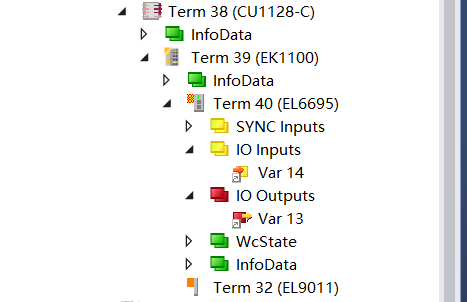 Term 38 (CU1128-C)
InfoData
Term 39 (EK1100)
InfoData
Term 40 (EL6695)
SYNC Inputs
IO Inputs
Var 14
IO Outputs
Var 13
WcState
InfoData
Term 32 (EL9011)